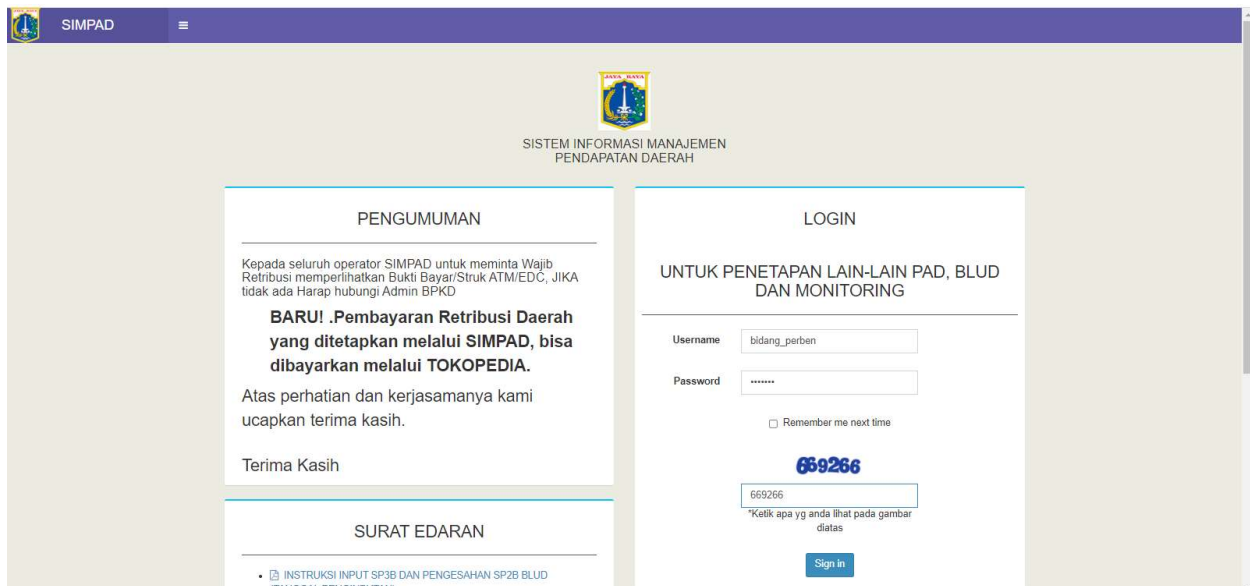 SIMPAD
JAYA RAYA
SISTEM INFORMASI MANAJEMEN
PENDAPATAN DAERAH
PENGUMUMAN
Kepada seluruh operator SIMPAD untuk meminta Wajib
Retribusi memperlihatkan Bukti Bayar/Struk ATM/EDC, JIKA
tidak ada Harap hubungi Admin BPKD
BARU! .Pembayaran Retribusi Daerah
yang ditetapkan melalui SIMPAD, bisa
dibayarkan melalui TOKOPEDIA.
Atas perhatian dan kerjasamanya kami
ucapkan terima kasih.
Terima Kasih
SURAT EDARAN
INSTRUKSI INPUT SP3B DAN PENGESAHAN SP2B BLUD
LOGIN
UNTUK PENETAPAN LAIN-LAIN PAD, BLUD
DAN MONITORING
Username
bidang_perben
Password
•••••••
Remember me next time
669266
669266
*Ketik apa yg anda lihat pada gambar
diatas
Sign in